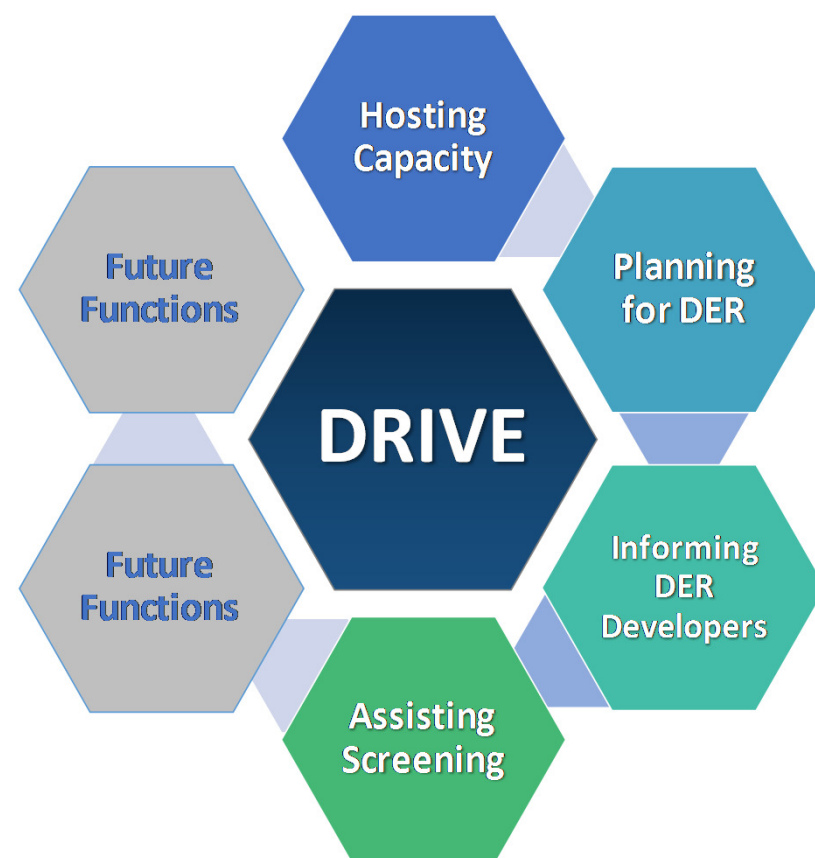 Hosting
Capacity
Planning
for DER
Informing
DER
Developers
Assisting
Screening
Future
Functions
Future
Functions
DRIVE